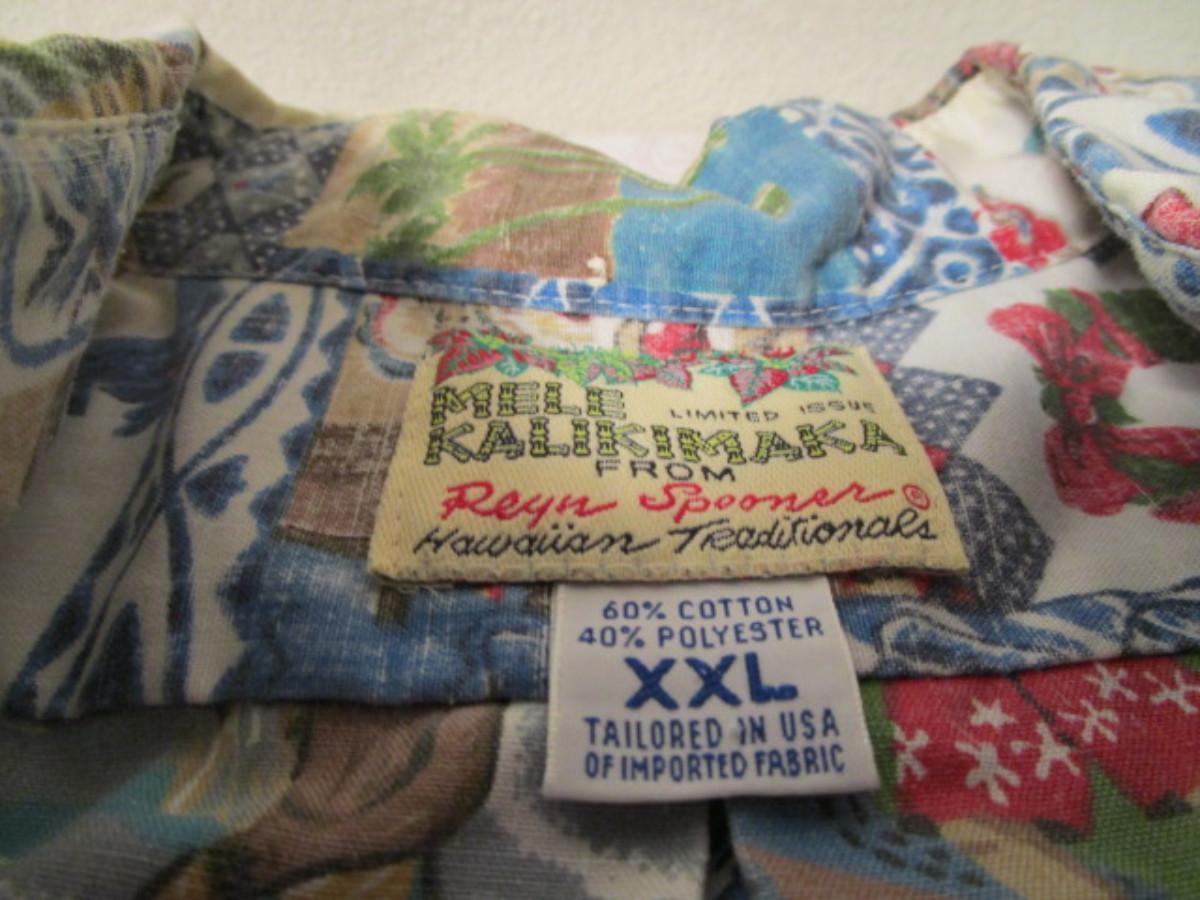 MELE
LIMITED ISSUE
KALIKIMAKA
FROM
Reyn Spooner ©
Hawaiian Traditionals
60% COTTON
40% POLYESTER
XXL
TAILORED IN USA
OF IMPORTED FABRIC